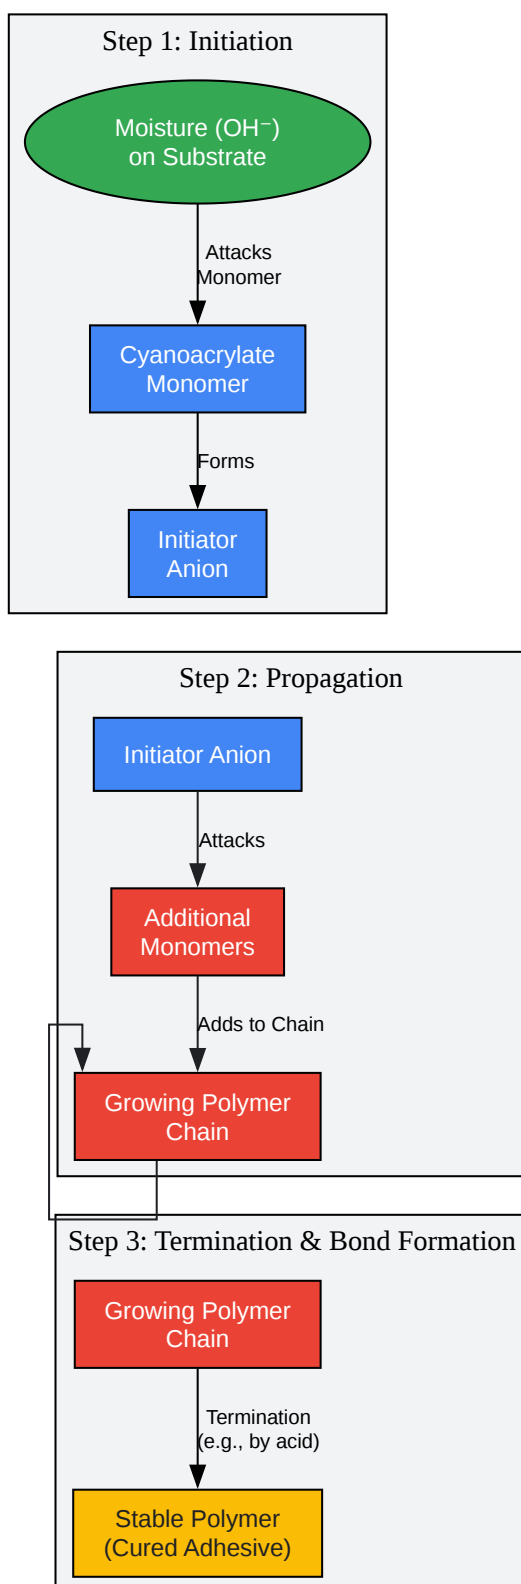 Step 1: Initiation
Moisture (OH⁻)
on Substrate
Attacks
Monomer
Cyanoacrylate
Monomer
Forms
Initiator
Anion
Step 2: Propagation
Initiator Anion
Attacks
Additional
Monomers
Adds to Chain
Growing Polymer
Chain
Step 3: Termination & Bond Formation
Growing Polymer
Chain
Termination
(e.g., by acid)
Stable Polymer
(Cured Adhesive)